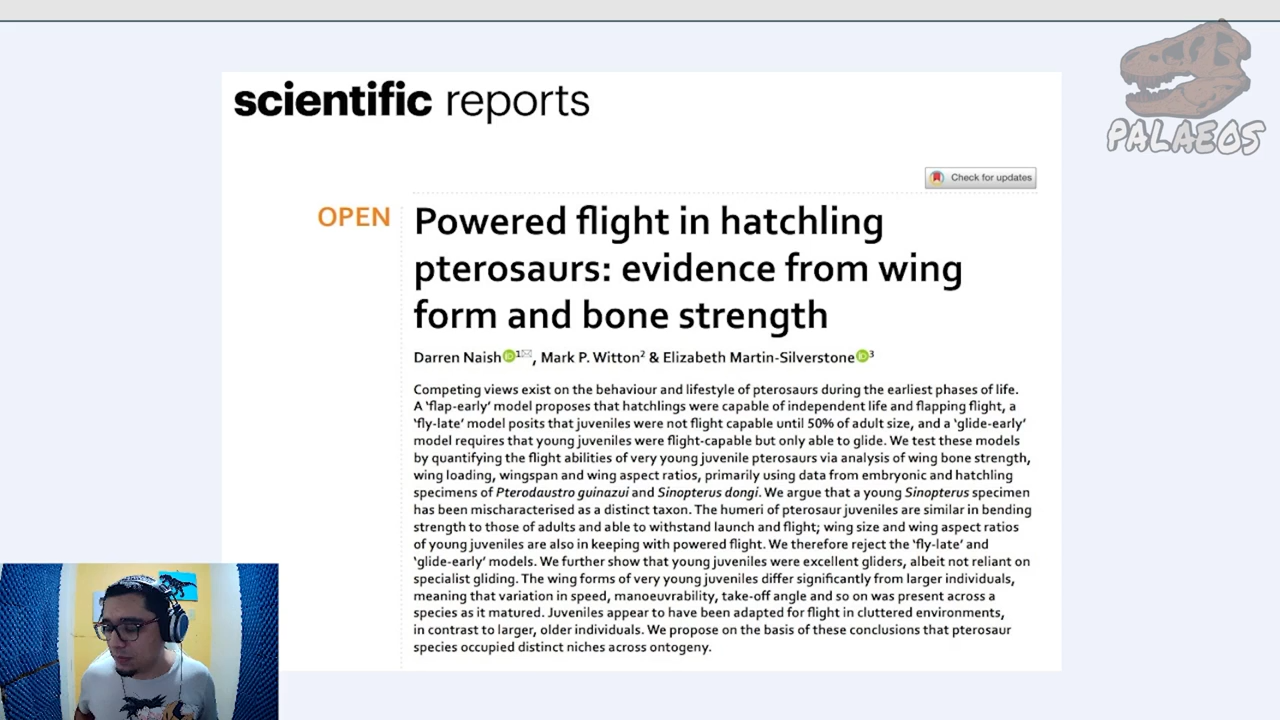 PALAEOS
scientific reports
Check for updates
OPEN
Powered flight in hatchling
pterosaurs: evidence from wing
form and bone strength
Darren Naish 1, Mark P. Witton2 & Elizabeth Martin-Silverstone 3
Competing views exist on the behaviour and lifestyle of pterosaurs during the earliest phases of life.
A ‘flap-early’ model proposes that hatchlings were capable of independent life and flapping flight, a
‘fly-late’ model posits that juveniles were not flight capable until 50% of adult size, and a ‘glide-early’
model requires that young juveniles were flight-capable but only able to glide. We test these models
by quantifying the flight abilities of very young juvenile pterosaurs via analysis of wing bone strength,
wing loading, wingspan and wing aspect ratios, primarily using data from embryonic and hatchling
specimens of Pterodaustro guinazui and Sinopterus dongi. We argue that a young Sinopterus specimen
has been mischaracterised as a distinct taxon. The humeri of pterosaur juveniles are similar in bending
strength to those of adults and able to withstand launch and flight; wing size and wing aspect ratios
of young juveniles are also in keeping with powered flight. We therefore reject the ‘fly-late’ and
‘glide-early’ models. We further show that young juveniles were excellent gliders, albeit not reliant on
specialist gliding. The wing forms of very young juveniles differ significantly from larger individuals,
meaning that variation in speed, manoeuvrability, take-off angle and so on was present across a
species as it matured. Juveniles appear to have been adapted for flight in cluttered environments,
in contrast to larger, older individuals. We propose on the basis of these conclusions that pterosaur
species occupied distinct niches across ontogeny.